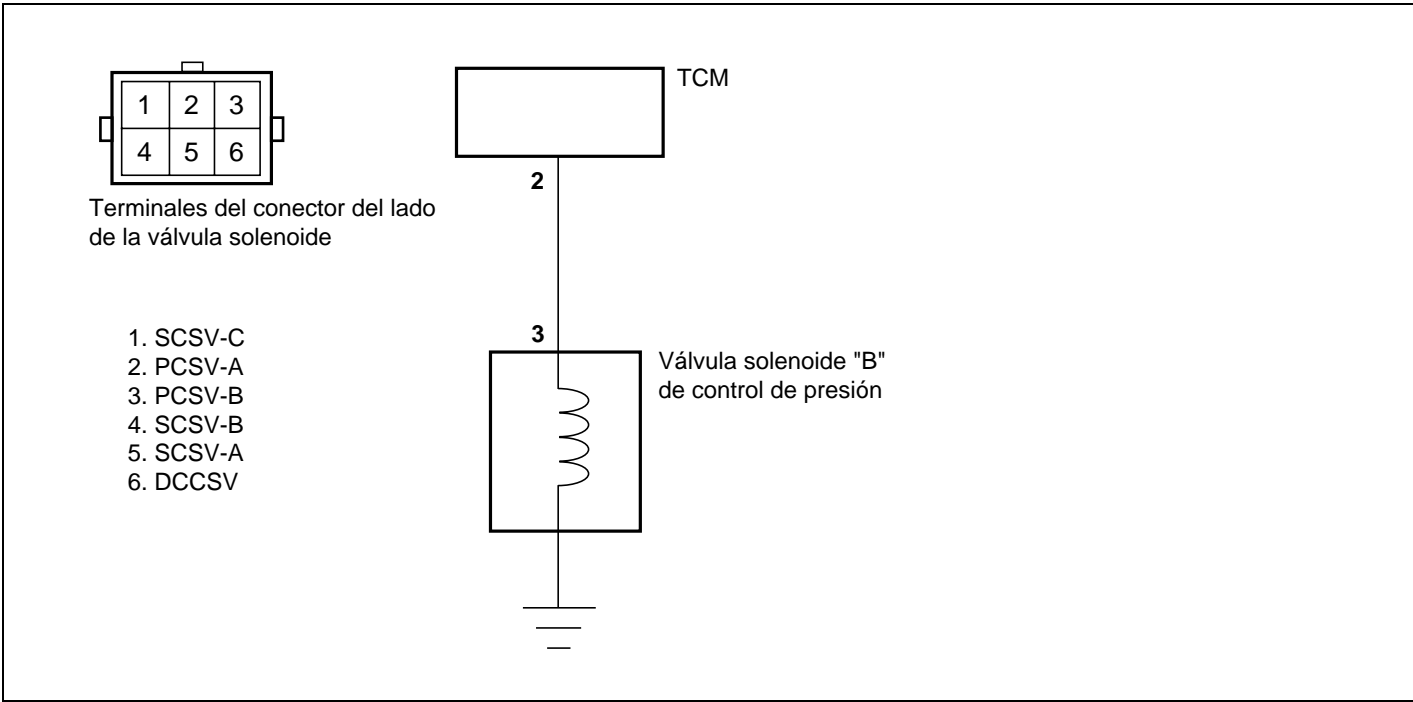 1 2 3
4 5 6
Terminales del conector del lado
de la válvula solenoide
1. SCSV-C
2. PCSV-A
3. PCSV-B
4. SCSV-B
5. SCSV-A
6. DCCSV
TCM
2
3
Válvula solenoide "B"
de control de presión